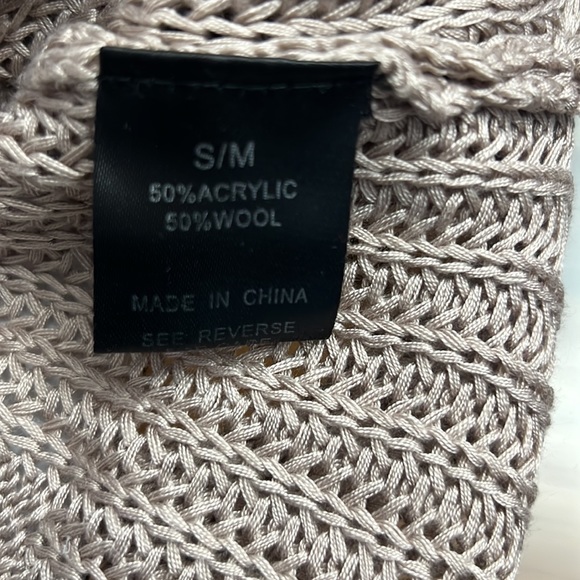 S/M
50%ACRYLIC
50%WOOL
MADE IN CHINA
SEE REVERSE